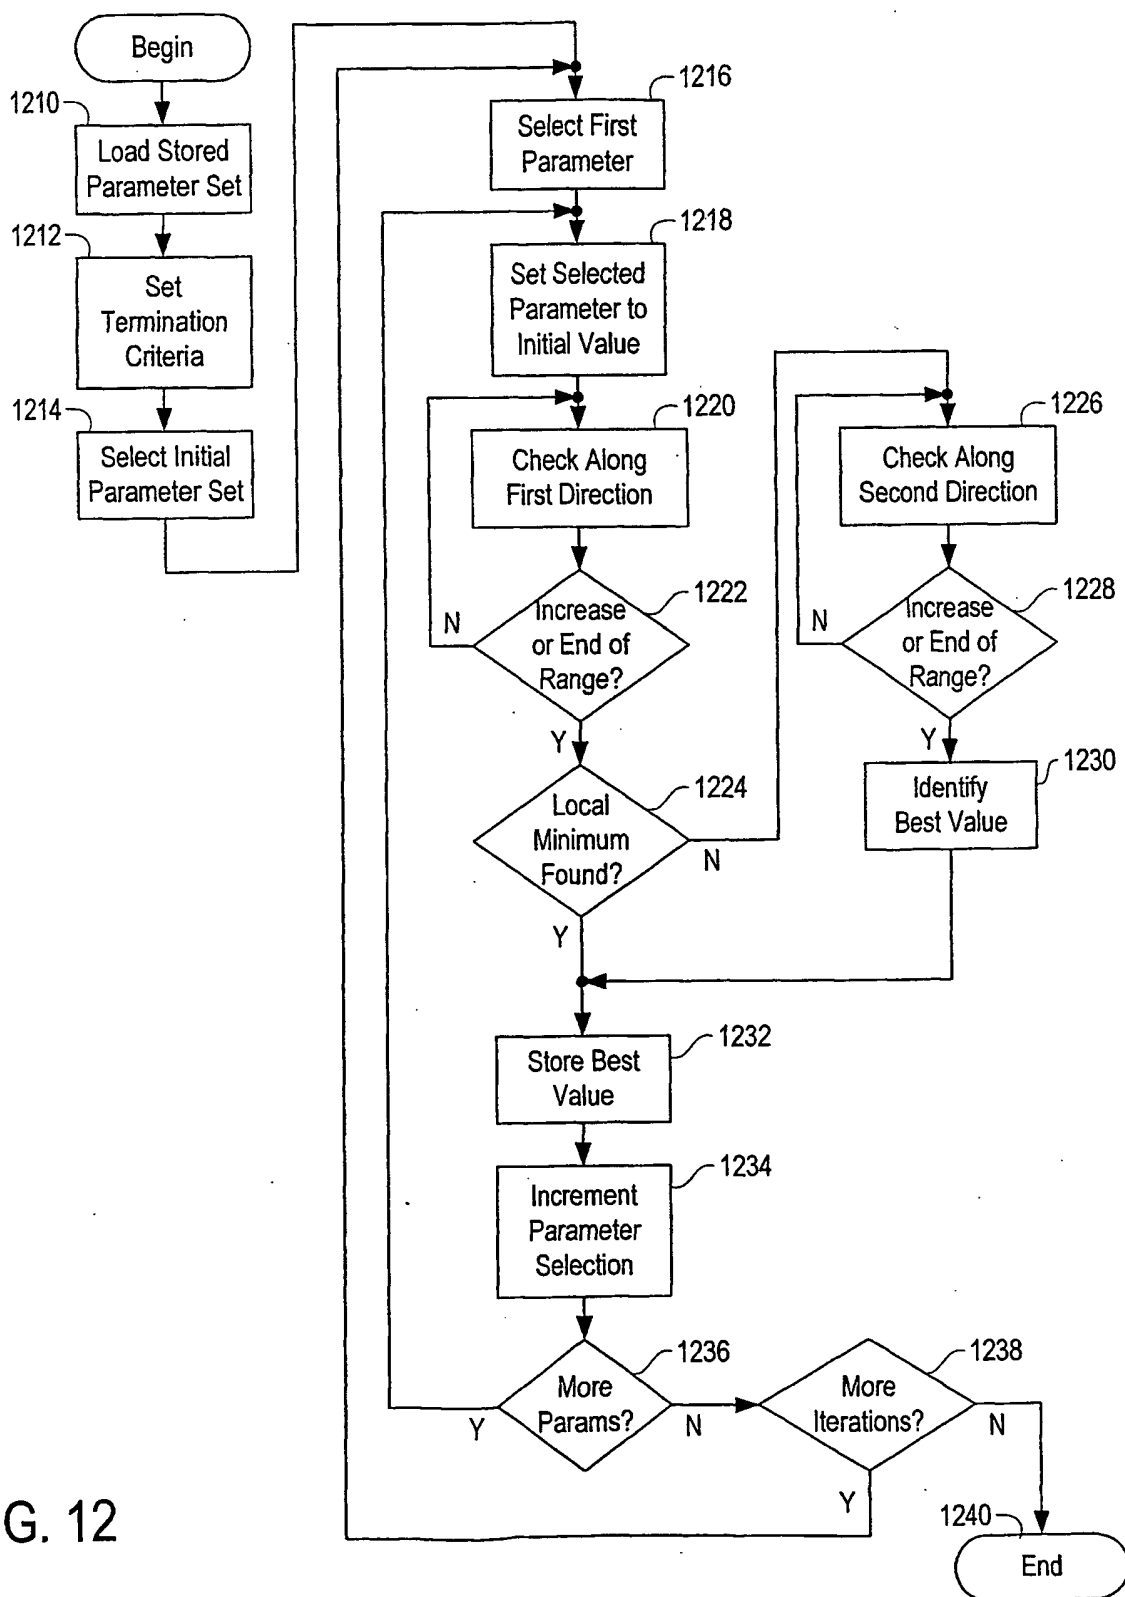 Begin
1210
Load Stored
Parameter Set
1212
Set
Termination
Criteria
1214
Select Initial
Parameter Set
1216
Select First
Parameter
1218
Set Selected
Parameter to
Initial Value
1220
Check Along
First Direction
1222
Increase
or End of
Range?
N
Y
1224
Local
Minimum
Found?
N
Y
1226
Check Along
Second Direction
1228
Increase
or End of
Range?
N
Y
1230
Identify
Best Value
1232
Store Best
Value
1234
Increment
Parameter
Selection
1236
More
Params?
Y
N
1238
More
Iterations?
N
Y
1240
End
G. 12